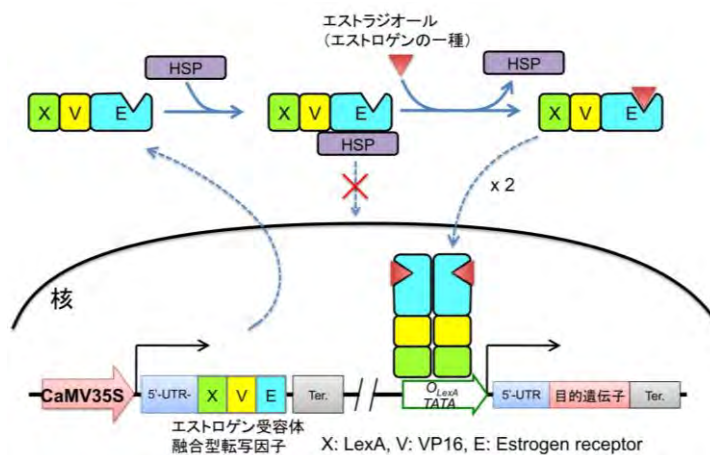 エストラジオール
（エストロゲンの一種）
HSP
HSP
X V E
X V E
HSP
X V E
x 2
核
CaMV35S
5'-UTR-
X V E
Ter.
O_LexA
TATA
5'-UTR
目的遺伝子
Ter.
エストロゲン受容体
融合型転写因子
X: LexA, V: VP16, E: Estrogen receptor